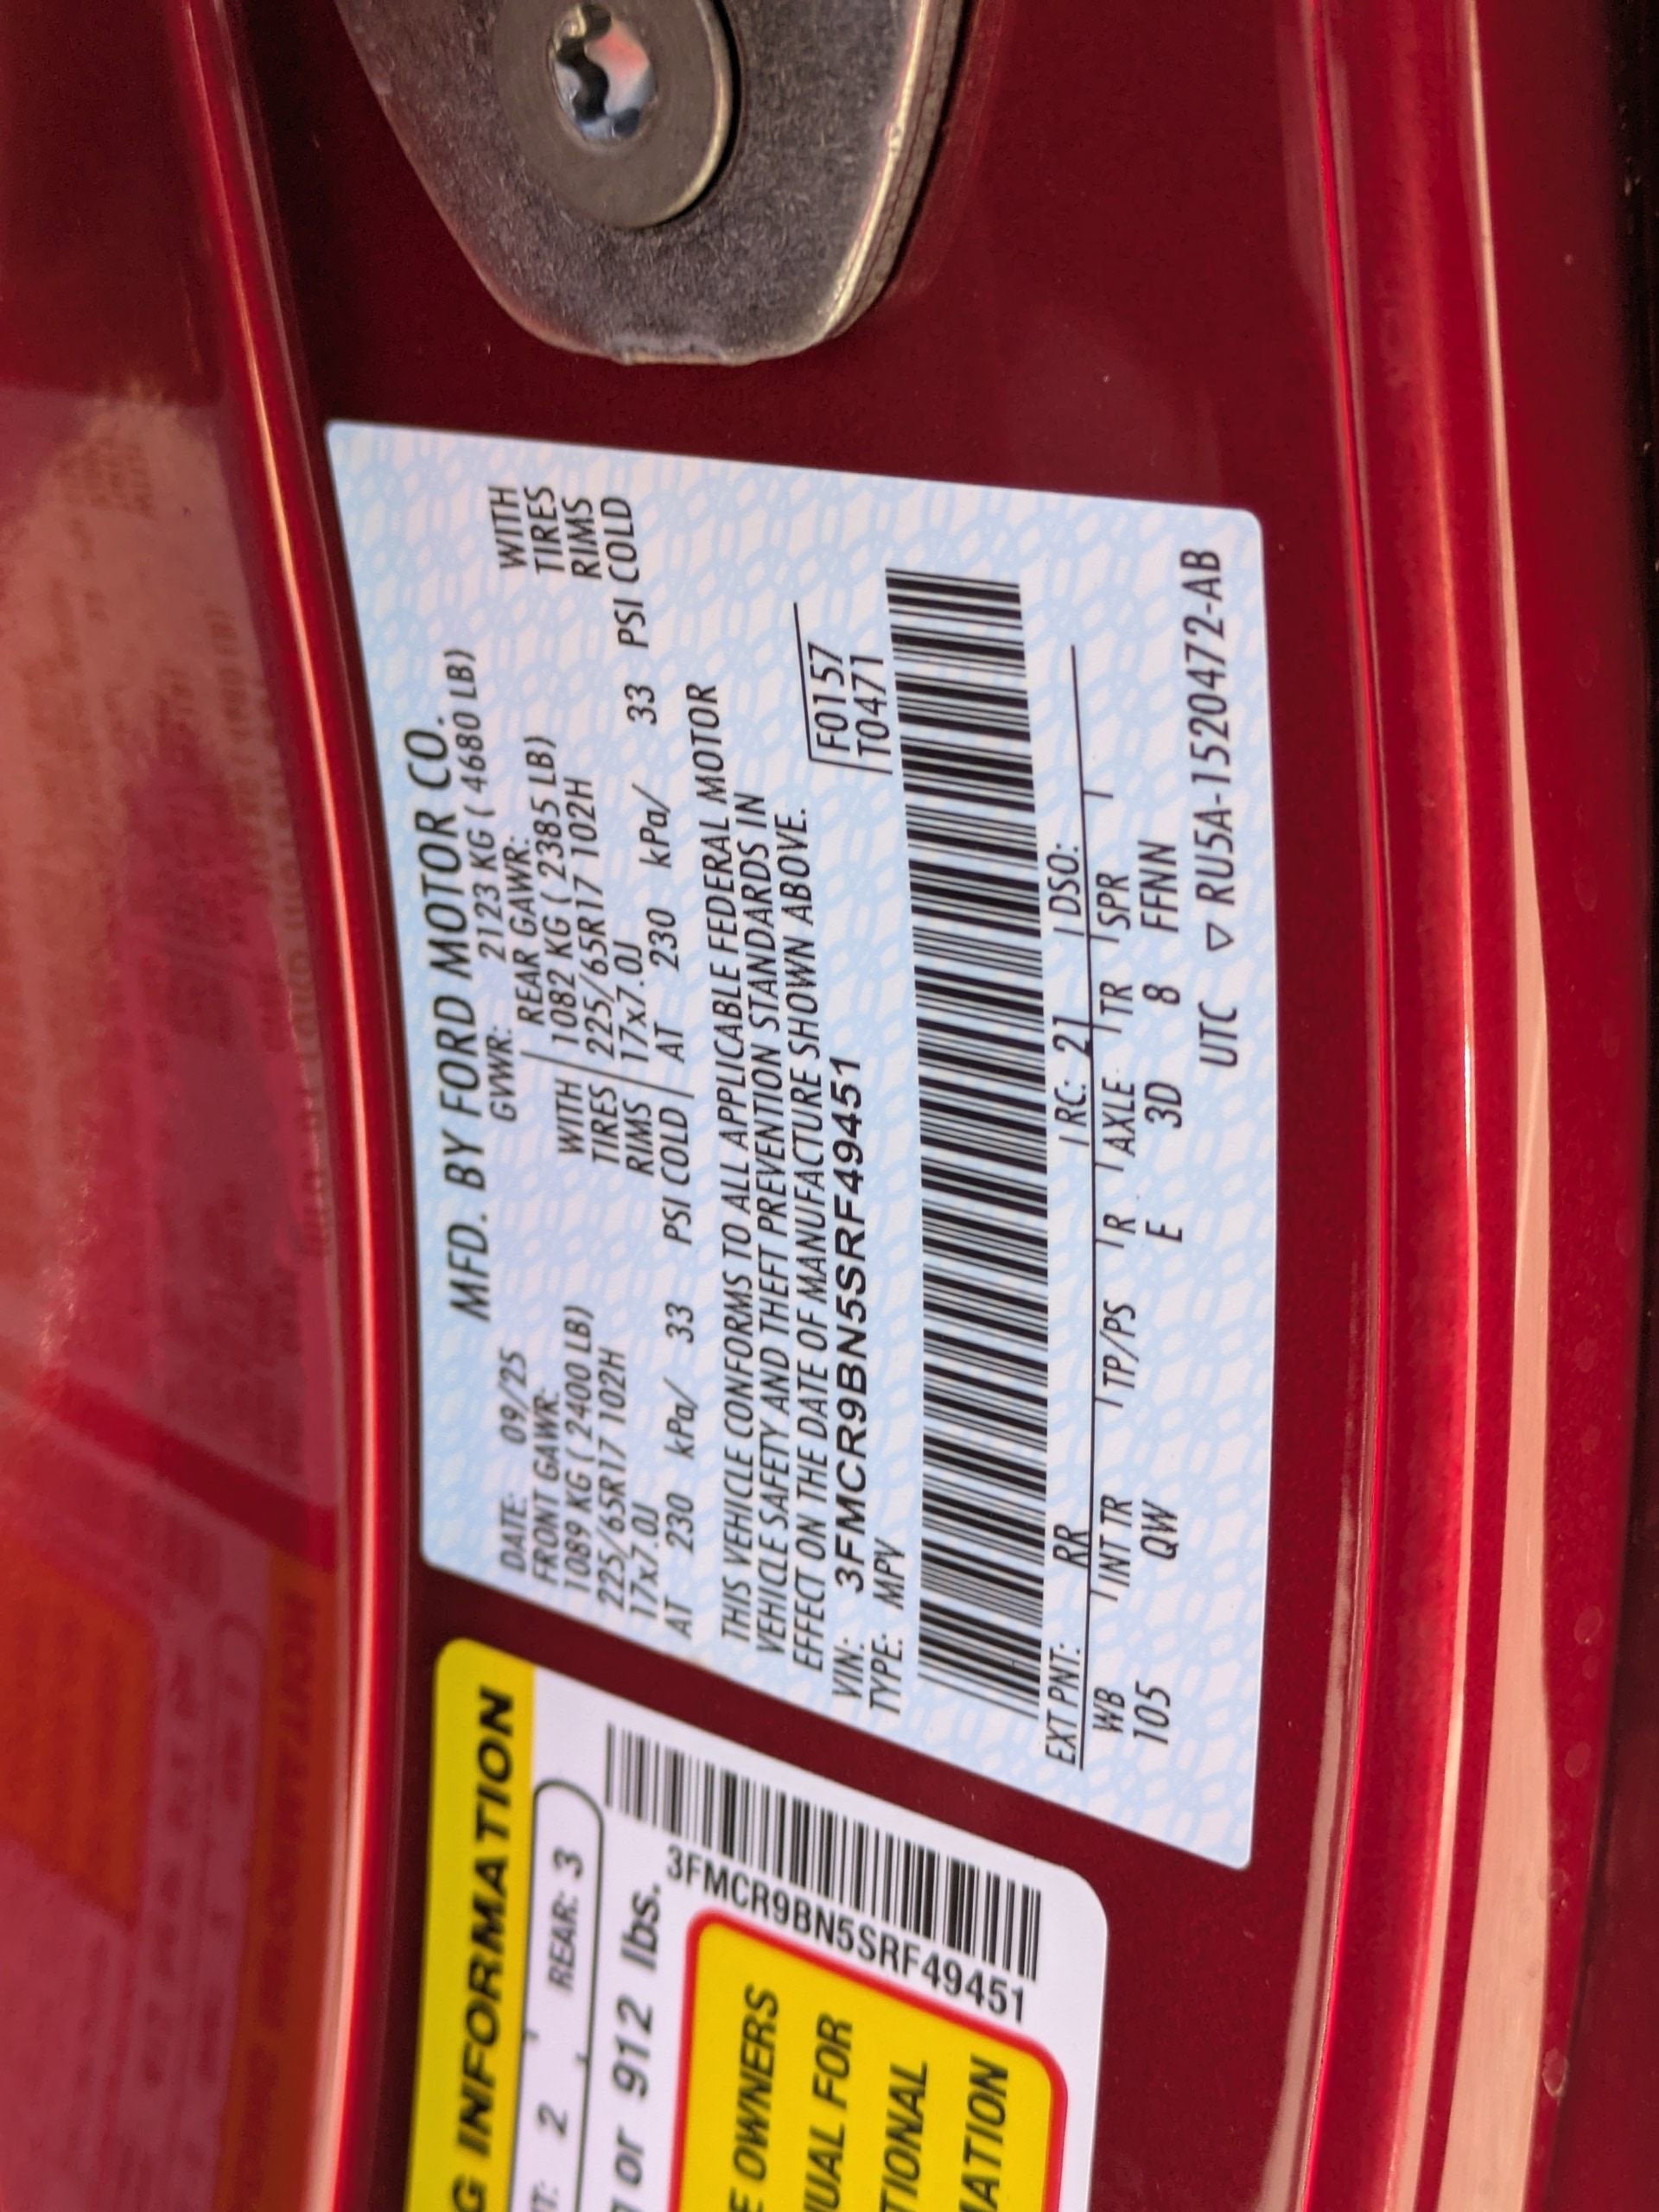 MFD. BY FORD MOTOR CO.
DATE: 09/25 GVWR: 2123 KG ( 4680 LB)
FRONT GAWR: REAR GAWR:
1089 KG ( 2400 LB) WITH 1082 KG ( 2385 LB) WITH
225/65R17 102H TIRES 225/65R17 102H TIRES
17x7.0J RIMS 17x7.0J RIMS
AT 230 kPa/ 33 PSI COLD AT 230 kPa/ 33 PSI COLD
THIS VEHICLE CONFORMS TO ALL APPLICABLE FEDERAL MOTOR
VEHICLE SAFETY AND THEFT PREVENTION STANDARDS IN
EFFECT ON THE DATE OF MANUFACTURE SHOWN ABOVE.
VIN: 3FMCR9BN5SRF49451 F0157
TYPE: MPV T0471
EXT PNT: RR RC: 21 DSO:
WB INT TR TP/PS R AXLE TR SPR
105 QW E 3D 8 FFNN
UTC ▽ RU5A-1520472-AB
INFORMATION
2 REAR: 3
or 912 lbs.
3FMCR9BN5SRF49451
OWNERS
FOR